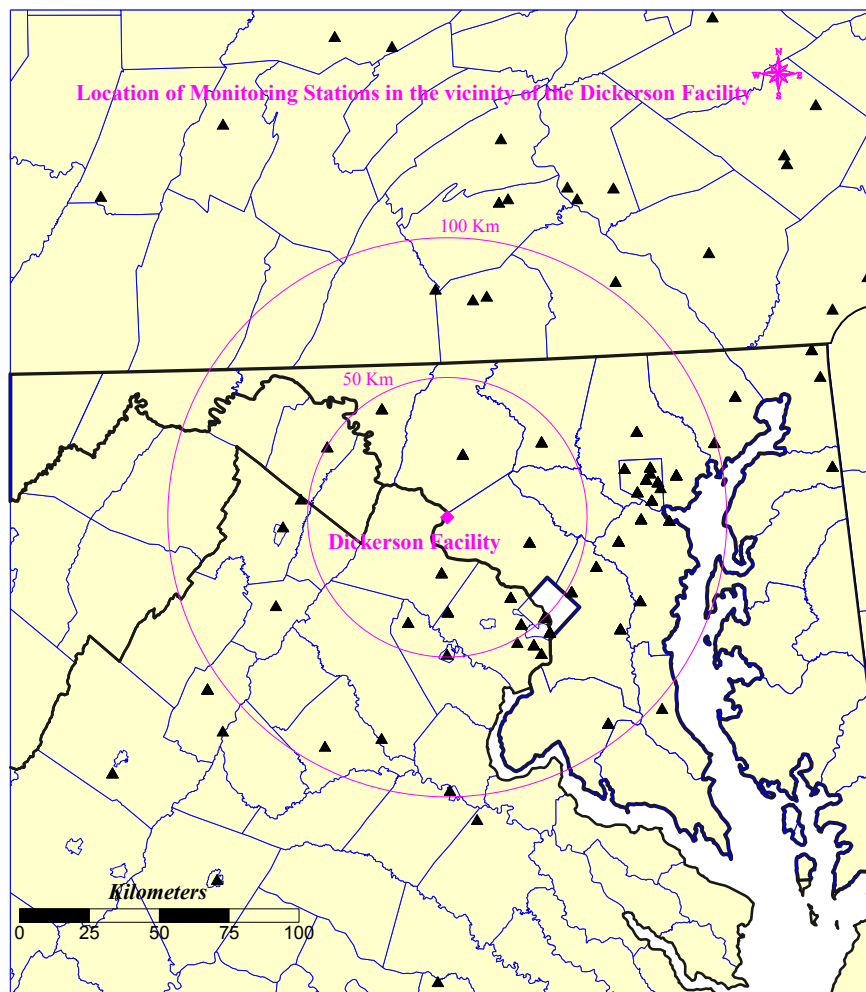 N
W E
S
Location of Monitoring Stations in the vicinity of the Dickerson Facility
100 Km
50 Km
Dickerson Facility
Kilometers
0 25 50 75 100